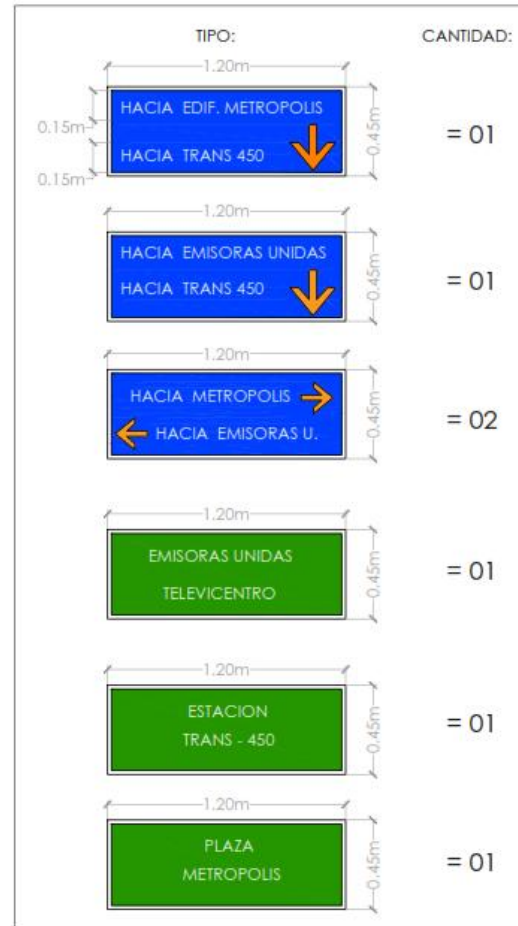 TIPO: CANTIDAD:
1.20m
HACIA EDIF. METROPOLIS
0.15m
HACIA TRANS 450
0.15m
0.45m
= 01
1.20m
HACIA EMISORAS UNIDAS
HACIA TRANS 450
0.45m
= 01
1.20m
HACIA METROPOLIS
HACIA EMISORAS U.
0.45m
= 02
1.20m
EMISORAS UNIDAS
TELEVICENTRO
0.45m
= 01
1.20m
ESTACION
TRANS - 450
0.45m
= 01
1.20m
PLAZA
METROPOLIS
0.45m
= 01